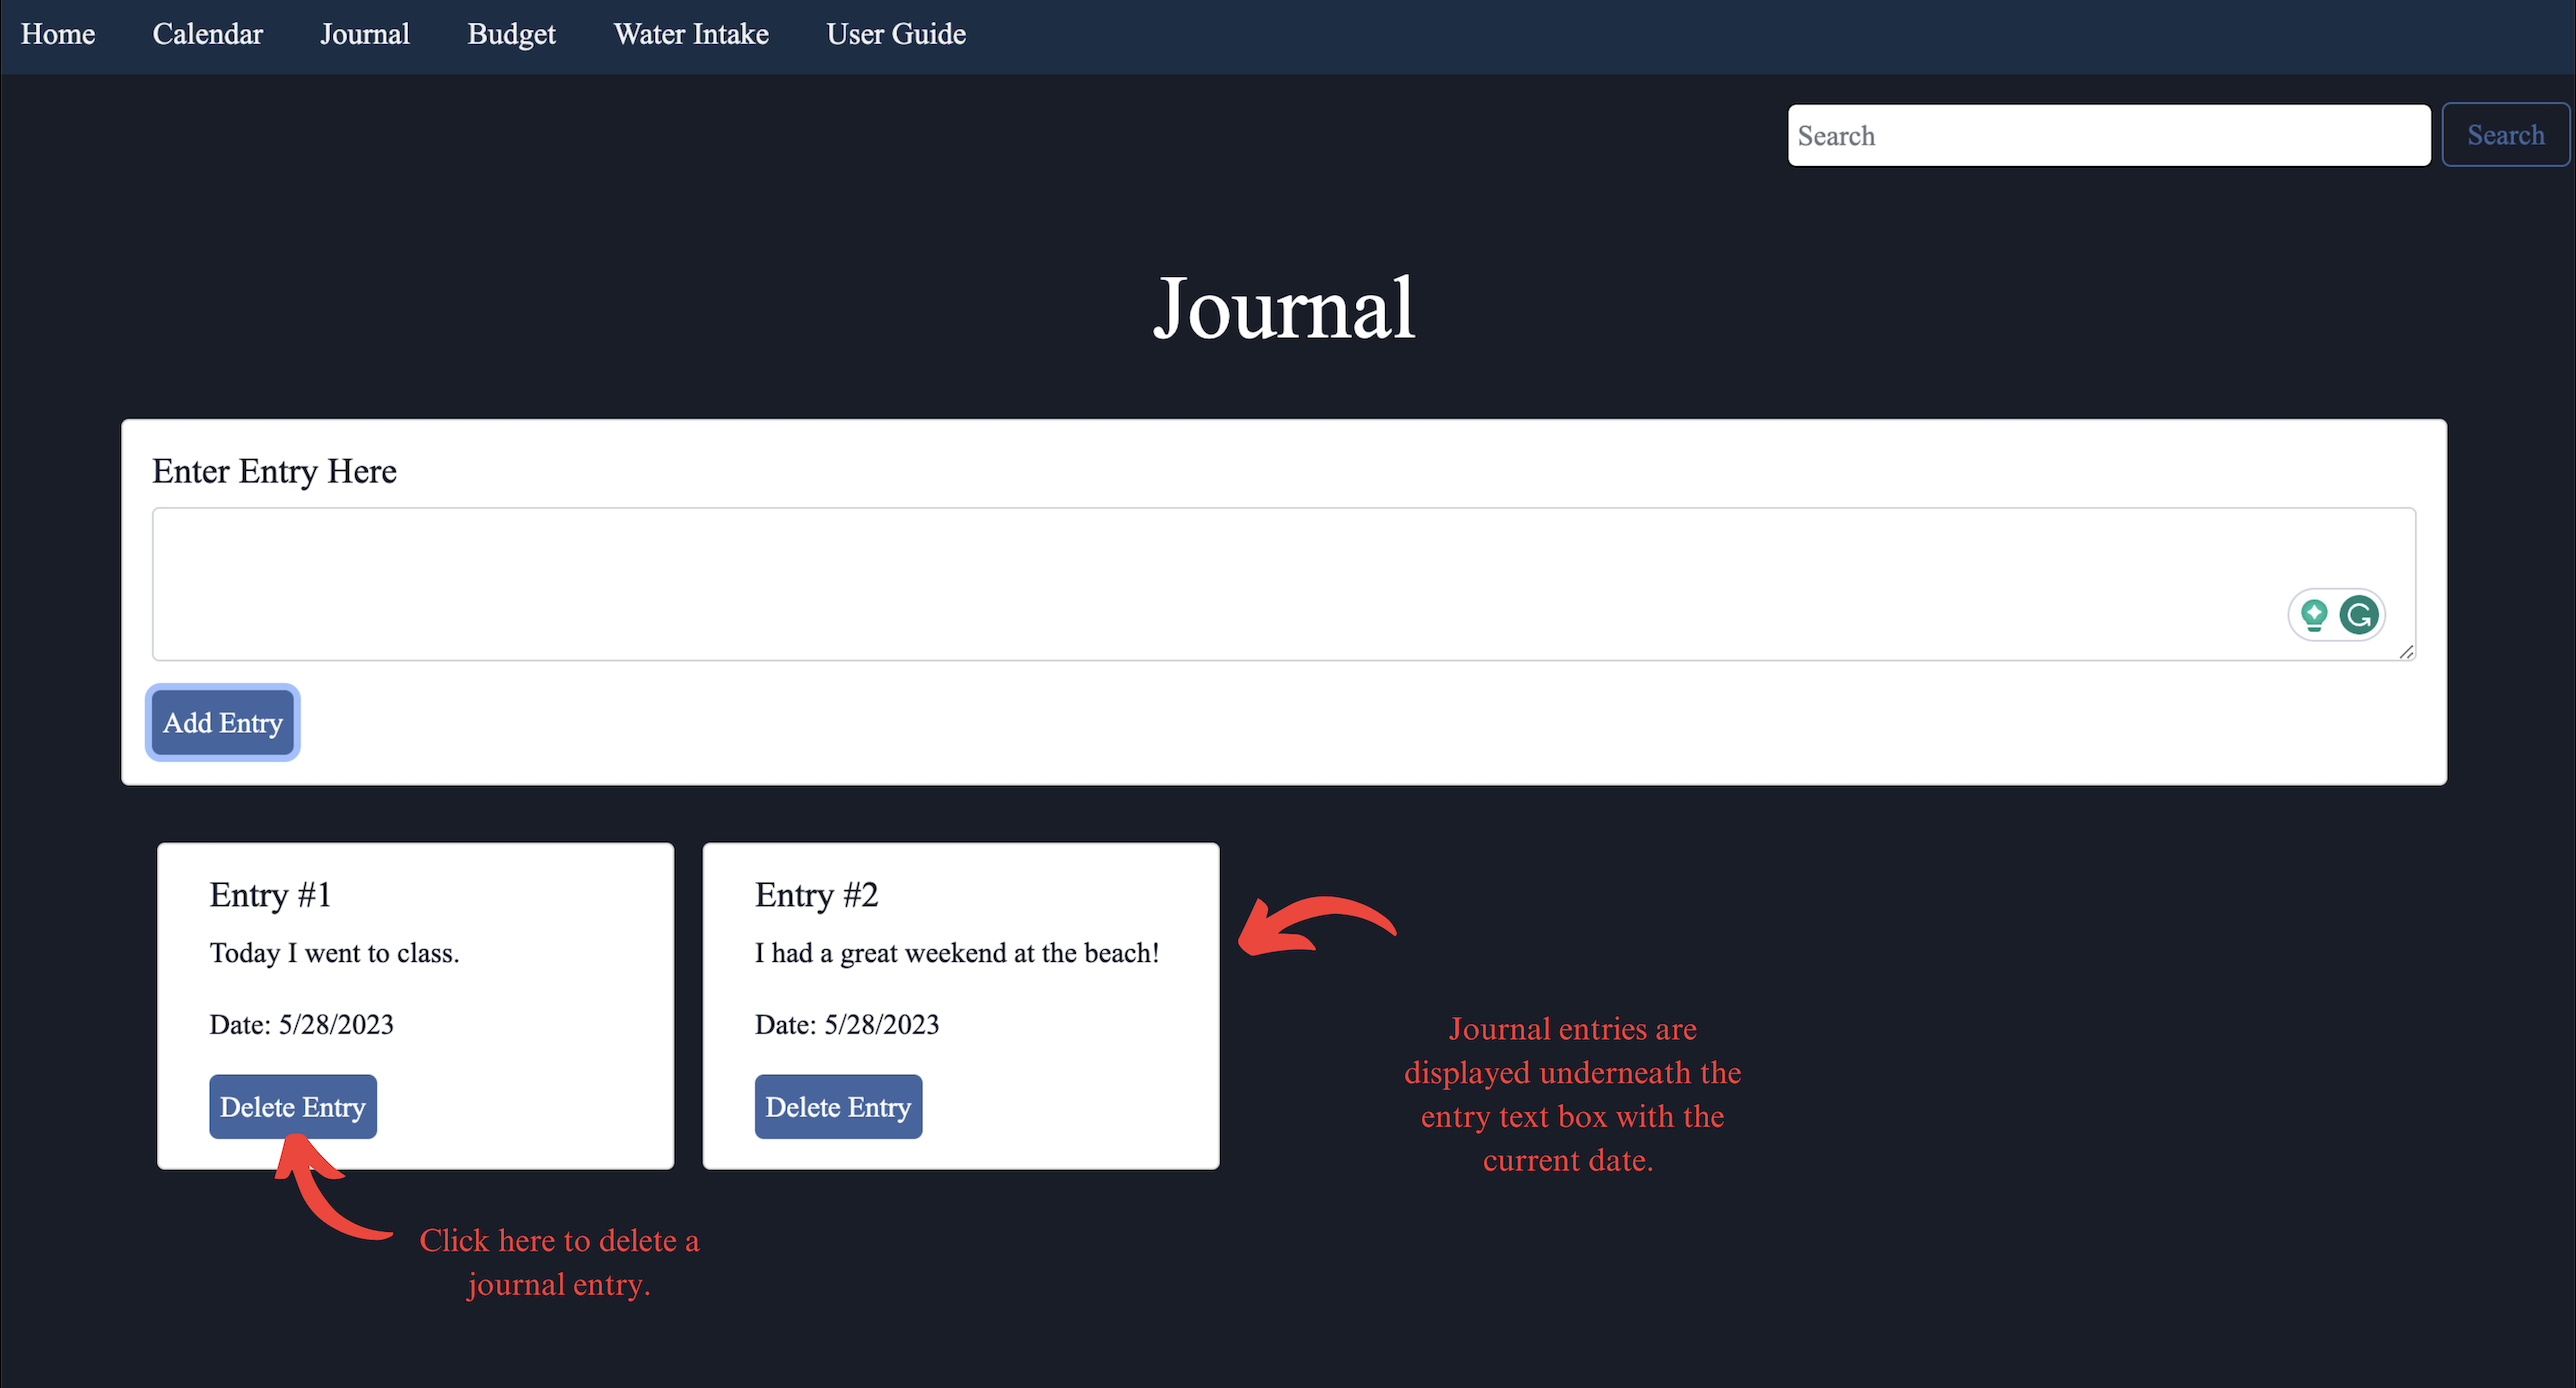 Home Calendar Journal Budget Water Intake User Guide
Search Search
Journal
Enter Entry Here
Add Entry
Entry #1
Today I went to class.
Date: 5/28/2023
Delete Entry
Entry #2
I had a great weekend at the beach!
Date: 5/28/2023
Delete Entry
Journal entries are
displayed underneath the
entry text box with the
current date.
Click here to delete a
journal entry.